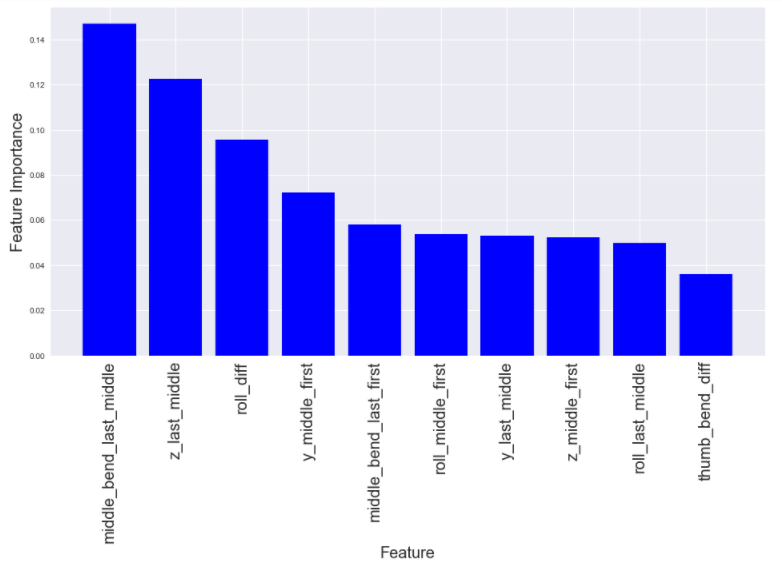 Feature Importance
0.14
0.12
0.10
0.08
0.06
0.04
0.02
0.00
middle_bend_last_middle
z_last_middle
roll_diff
y_middle_first
middle_bend_last_first
roll_middle_first
y_last_middle
z_middle_first
roll_last_middle
thumb_bend_diff
Feature